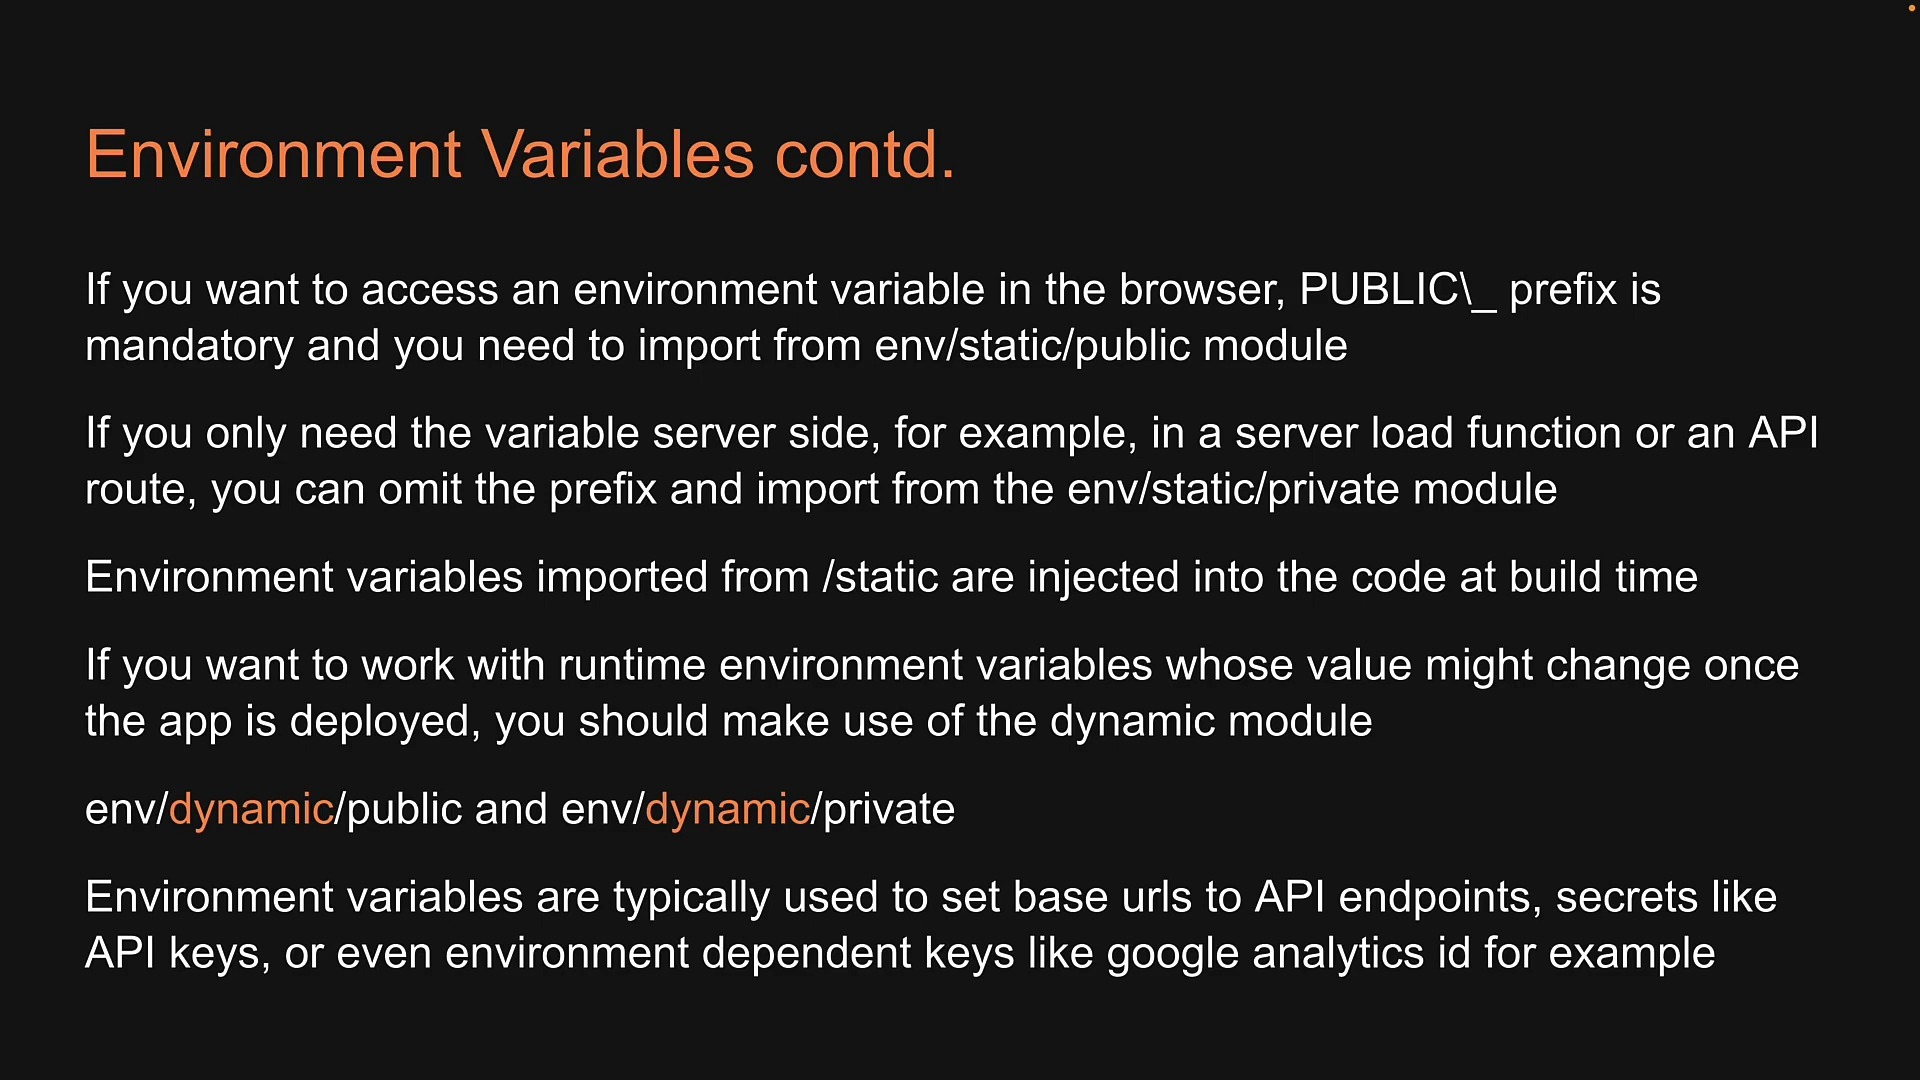 Environment Variables contd.
If you want to access an environment variable in the browser, PUBLIC\_ prefix is
mandatory and you need to import from env/static/public module
If you only need the variable server side, for example, in a server load function or an API
route, you can omit the prefix and import from the env/static/private module
Environment variables imported from /static are injected into the code at build time
If you want to work with runtime environment variables whose value might change once
the app is deployed, you should make use of the dynamic module
env/dynamic/public and env/dynamic/private
Environment variables are typically used to set base urls to API endpoints, secrets like
API keys, or even environment dependent keys like google analytics id for example